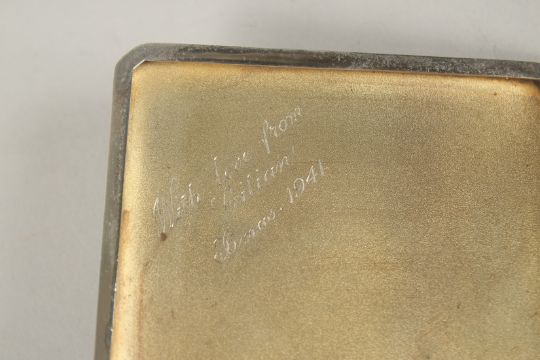 With love from
Lilian
Xmas. 1941